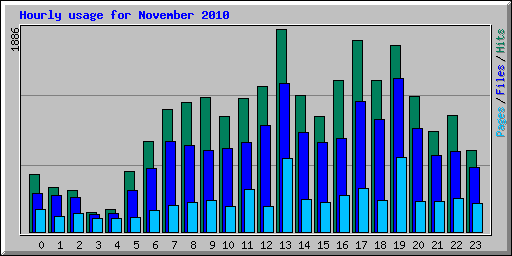 Hourly usage for November 2010
1886
Pages / Files / Hits
0 1 2 3 4 5 6 7 8 9 10 11 12 13 14 15 16 17 18 19 20 21 22 23